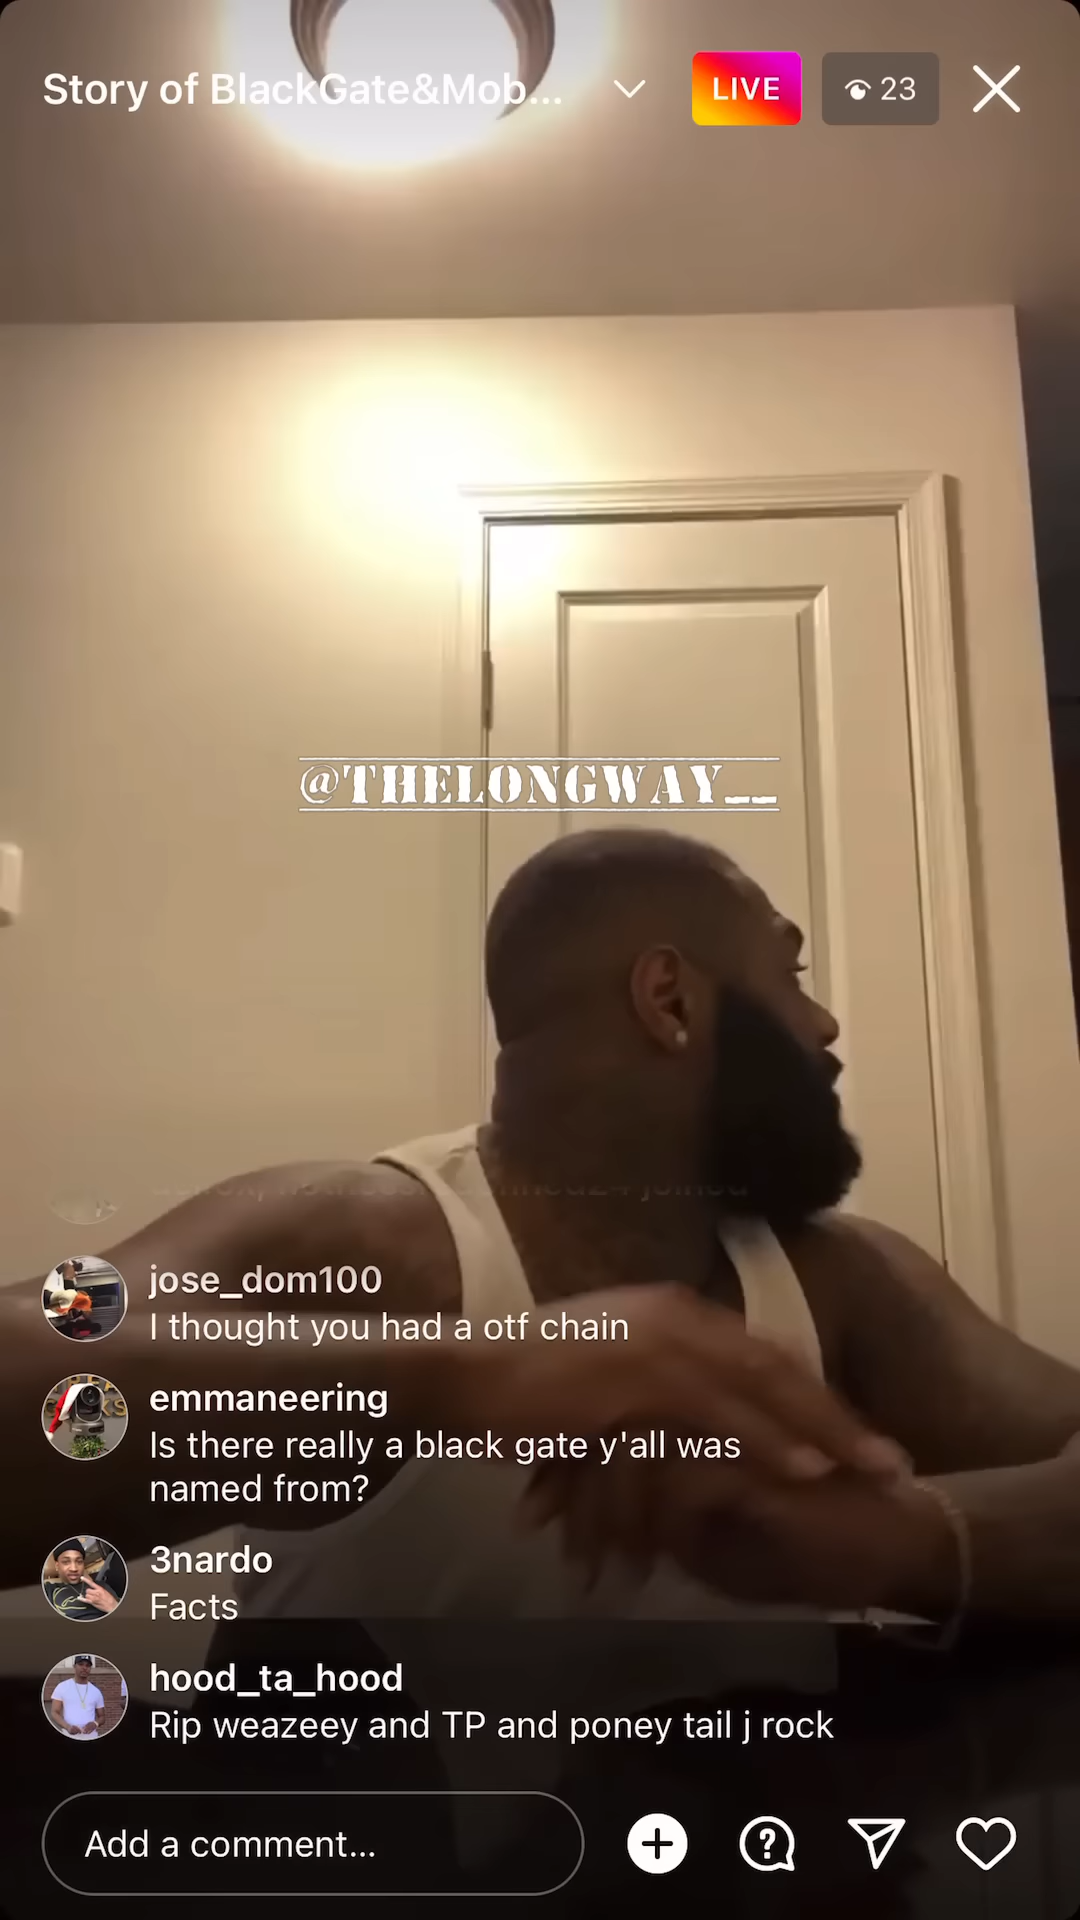 Story of BlackGate&Mob...
LIVE
23
@THELONGWAY__
jose_dom100
I thought you had a otf chain
emmaneering
Is there really a black gate y'all was
named from?
3nardo
Facts
hood_ta_hood
Rip weazeey and TP and poney tail j rock
Add a comment...